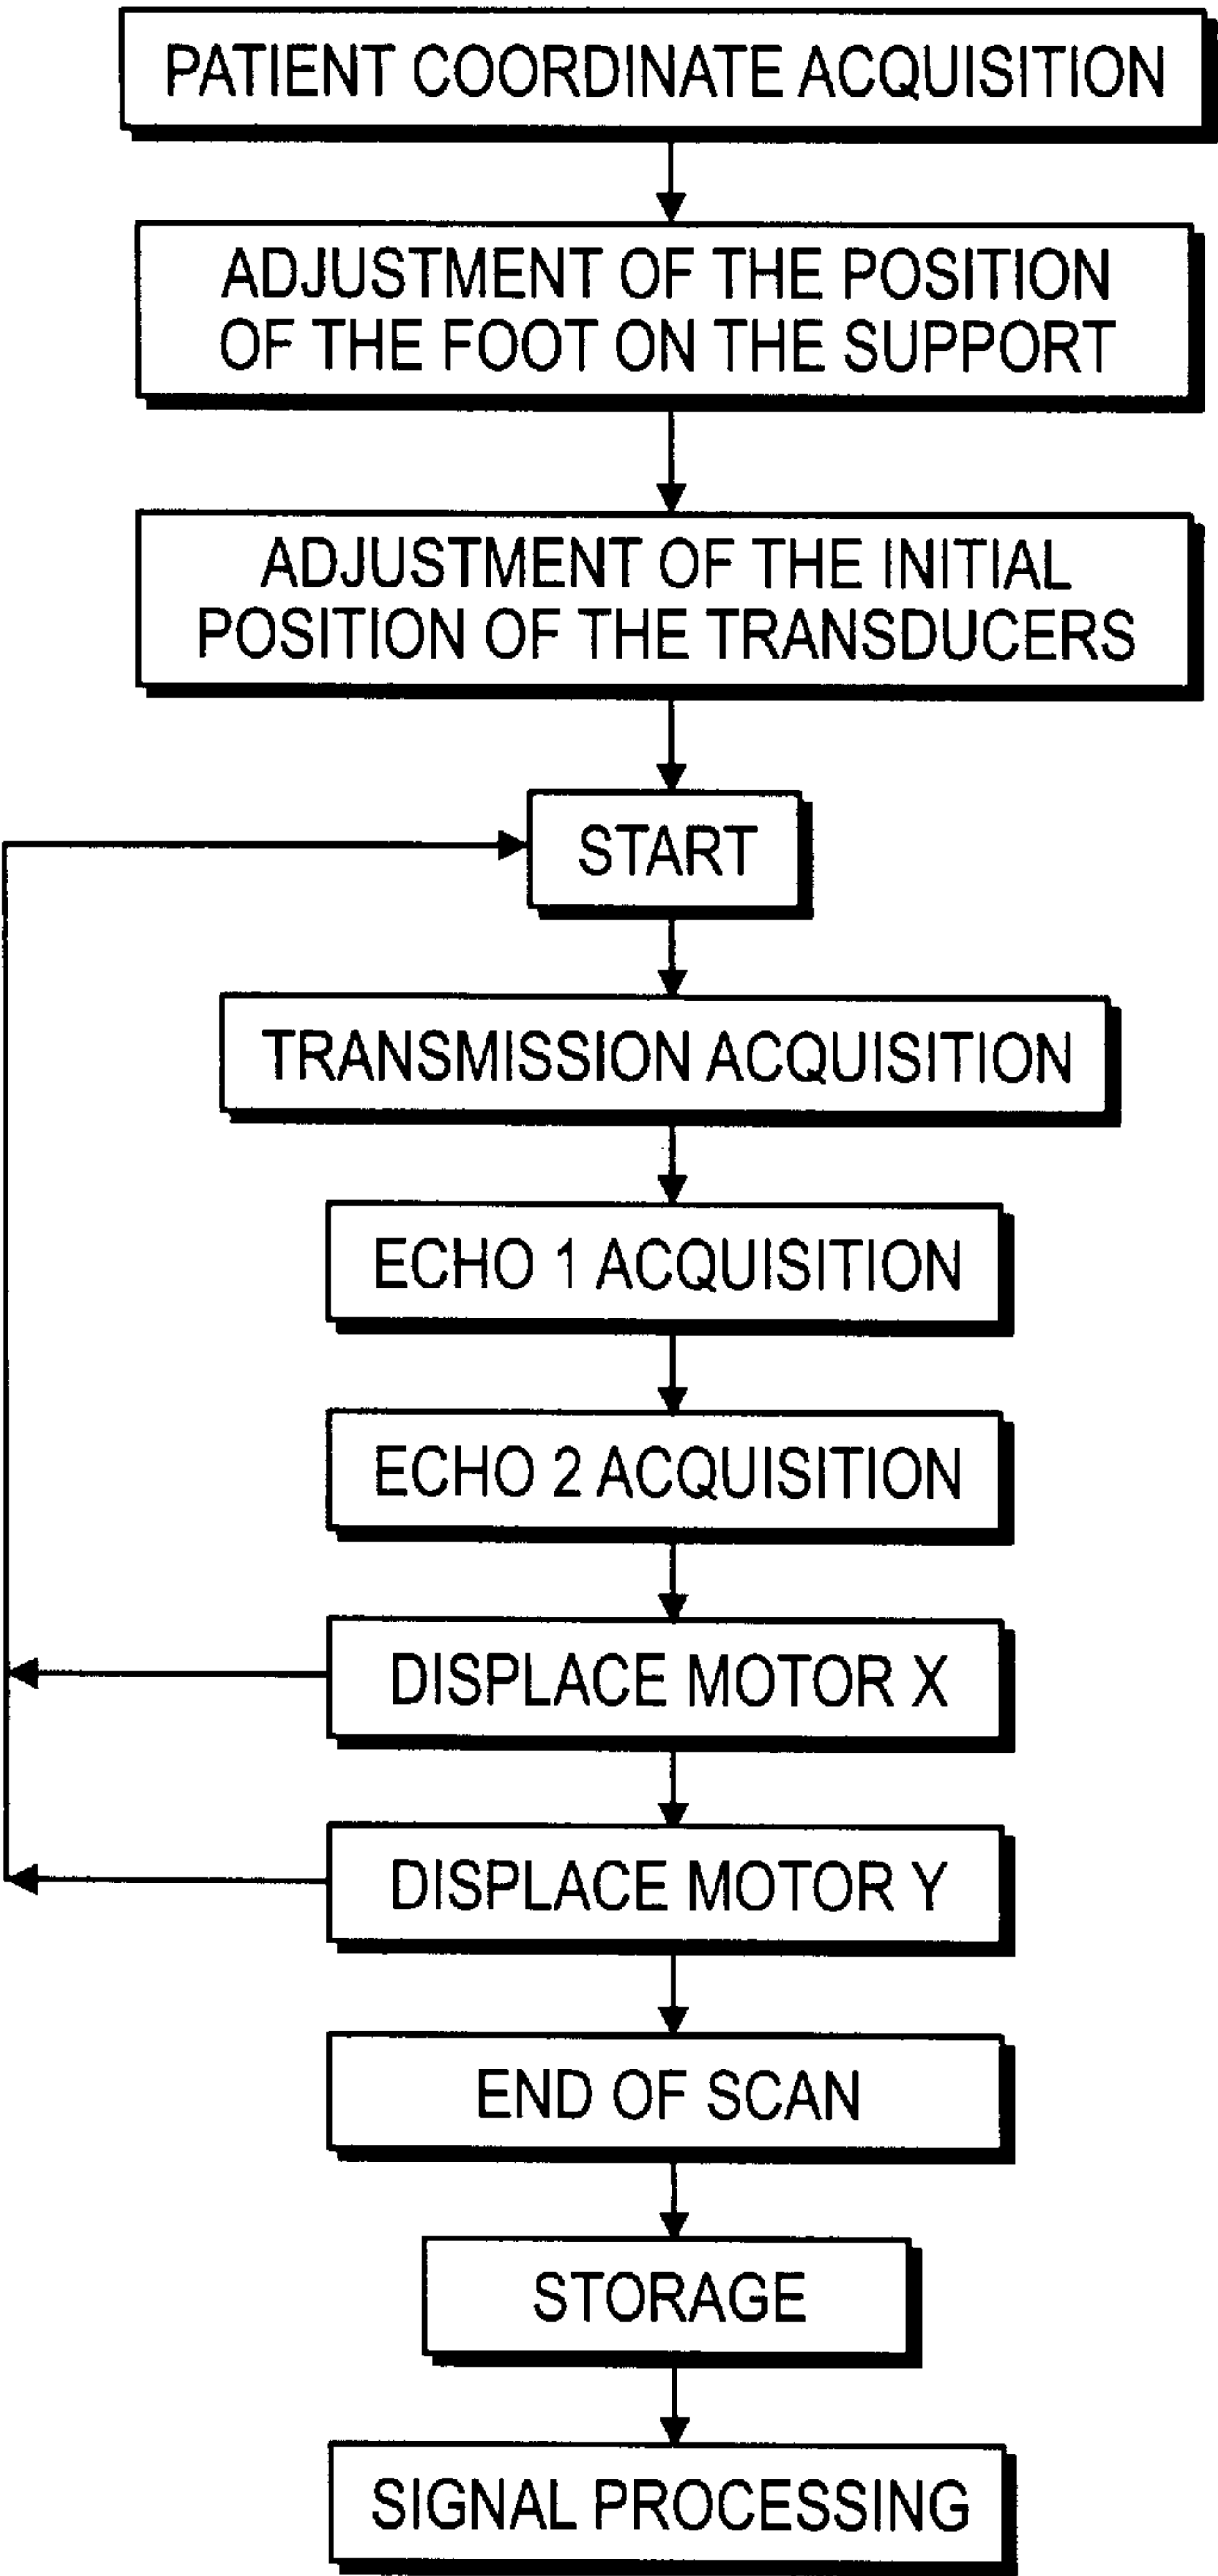 PATIENT COORDINATE ACQUISITION
ADJUSTMENT OF THE POSITION
OF THE FOOT ON THE SUPPORT
ADJUSTMENT OF THE INITIAL
POSITION OF THE TRANSDUCERS
START
TRANSMISSION ACQUISITION
ECHO 1 ACQUISITION
ECHO 2 ACQUISITION
DISPLACE MOTOR X
DISPLACE MOTOR Y
END OF SCAN
STORAGE
SIGNAL PROCESSING